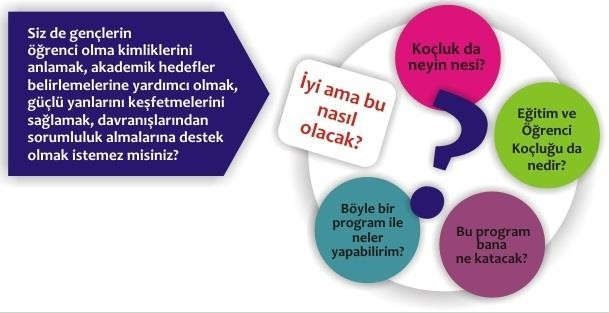 Siz de gençlerin
öğrenci olma kimliklerini
anlamak, akademik hedefler
belirlemelerine yardımcı olmak,
güçlü yanlarını keşfetmelerini
sağlamak, davranışlarından
sorumluluk almalarına destek
olmak istemez misiniz?
İyi ama bu
nasıl
olacak?
Koçluk da
neyin nesi?
?
Eğitim ve
Öğrenci
Koçluğu da
nedir?
Böyle bir
program ile
neler
yapabilirim?
Bu program
bana
ne katacak?